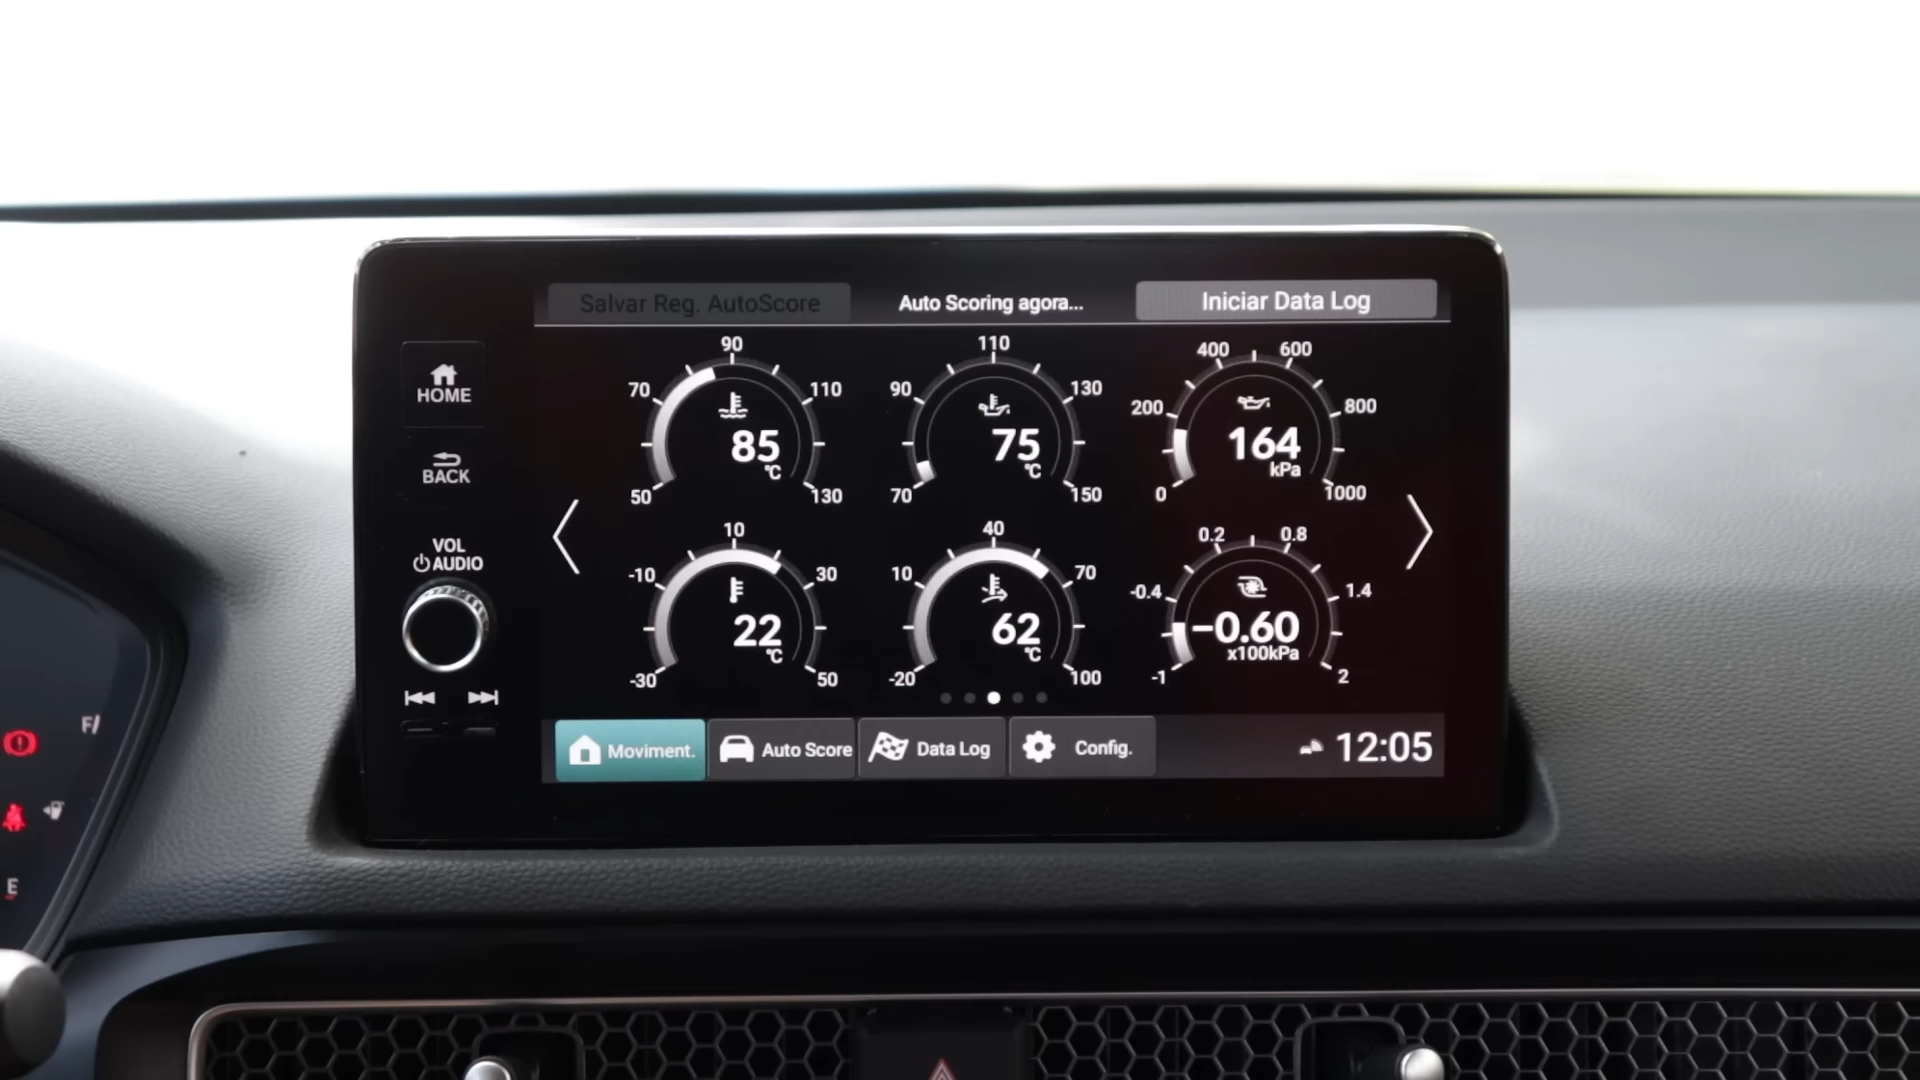 Salvar Reg. AutoScore
Auto Scoring agora...
Iniciar Data Log
HOME
BACK
VOL
AUDIO
90
70
110
85
°C
50
130
110
90
130
75
°C
70
150
400
600
200
800
164
kPa
0
1000
10
-10
30
22
°C
-30
50
40
10
70
62
°C
-20
100
0.2
0.8
-0.4
1.4
-0.60
x100kPa
-1
2
Moviment.
Auto Score
Data Log
Config.
12:05
F
E